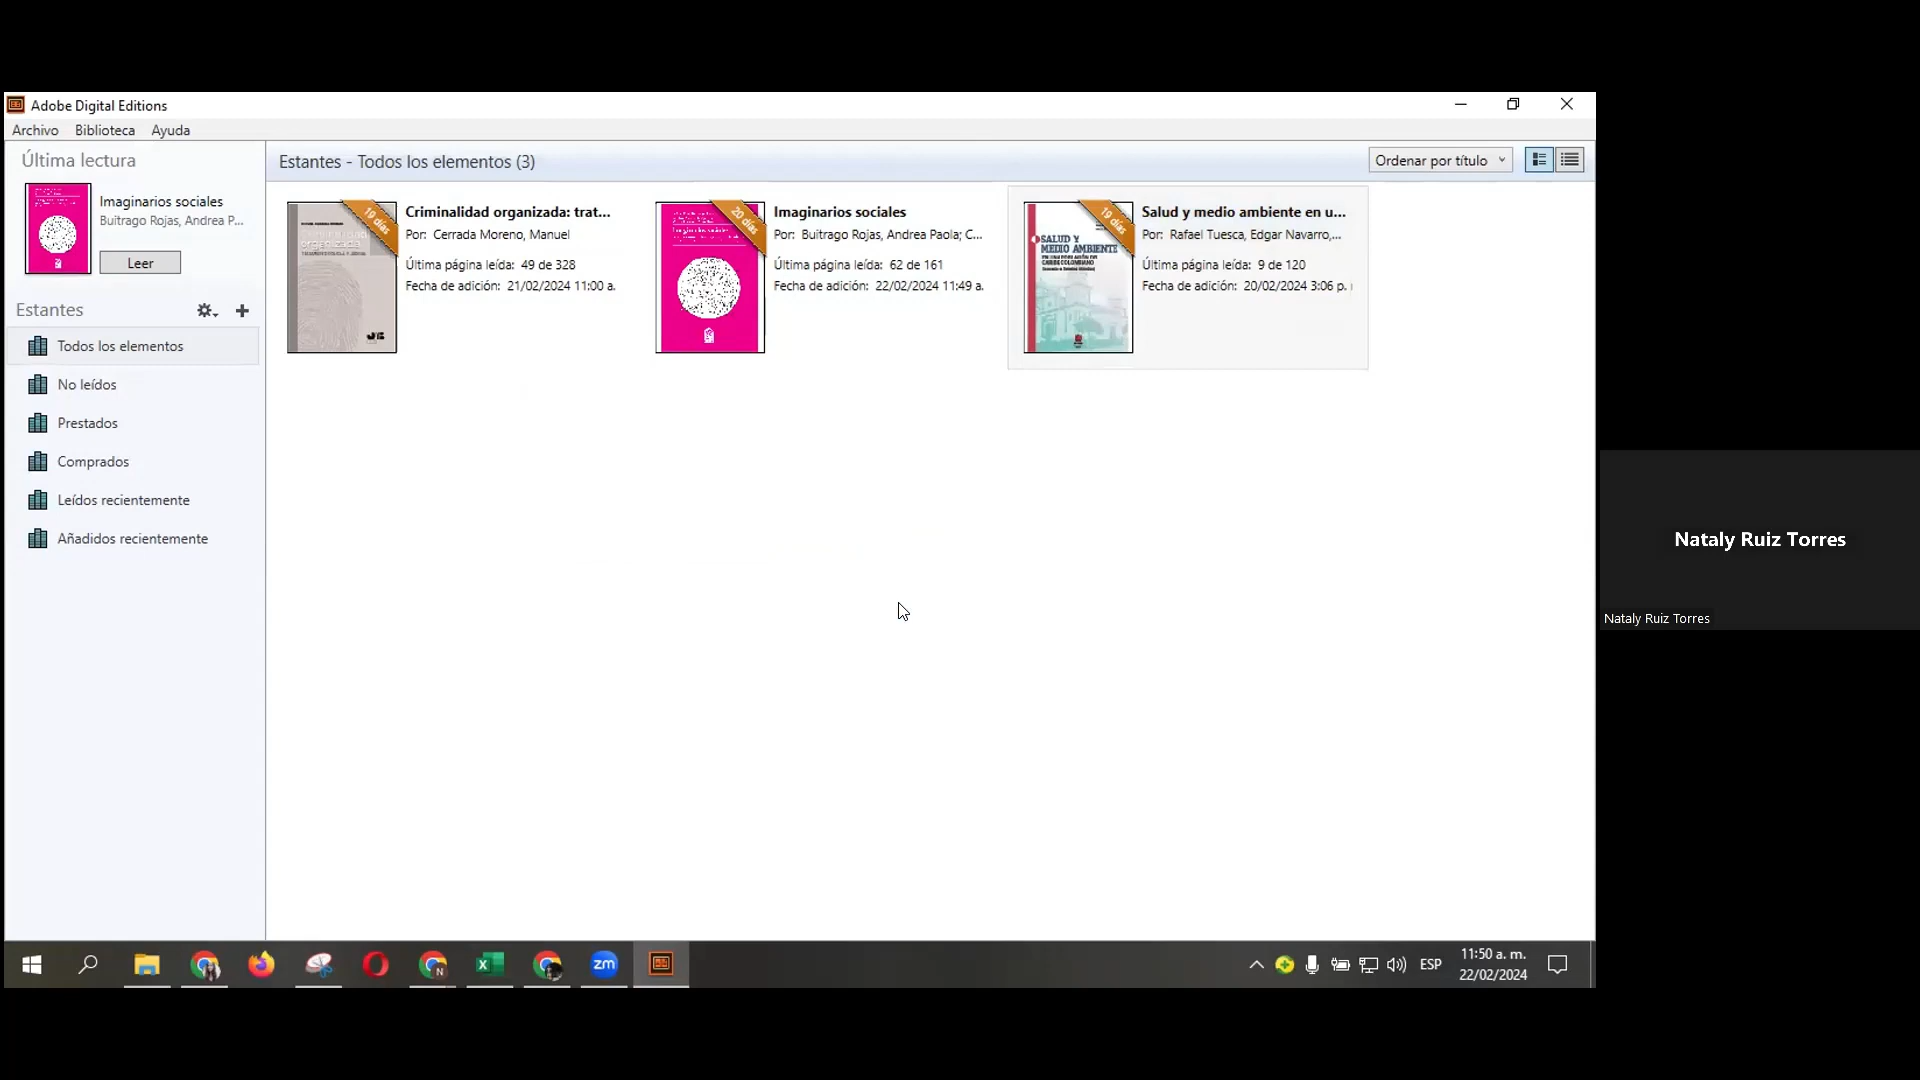 Adobe Digital Editions
Archivo Biblioteca Ayuda
Última lectura
Imaginarios sociales
Buitrago Rojas, Andrea P...
Leer
Estantes
Todos los elementos
No leídos
Prestados
Comprados
Leídos recientemente
Añadidos recientemente
Estantes - Todos los elementos (3)
Ordenar por título
19 días
Criminalidad organizada: trat...
Por: Cerrada Moreno, Manuel
Última página leída: 49 de 328
Fecha de adición: 21/02/2024 11:00 a.
20 días
Imaginarios sociales
Por: Buitrago Rojas, Andrea Paola; C...
Última página leída: 62 de 161
Fecha de adición: 22/02/2024 11:49 a.
19 días
SALUD Y
MEDIO AMBIENTE
Salud y medio ambiente en u...
Por: Rafael Tuesca, Edgar Navarro,...
Última página leída: 9 de 120
Fecha de adición: 20/02/2024 3:06 p.
Nataly Ruiz Torres
Nataly Ruiz Torres
N
zm
ESP
11:50 a. m.
22/02/2024